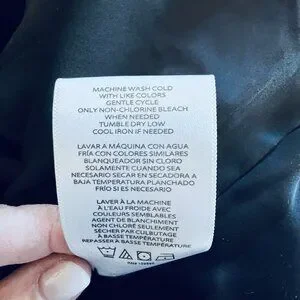 MACHINE WASH COLD
WITH LIKE COLORS
GENTLE CYCLE
ONLY NON-CHLORINE BLEACH
WHEN NEEDED
TUMBLE DRY LOW
COOL IRON IF NEEDED
LAVAR A MÁQUINA CON AGUA
FRÍA CON COLORES SIMILARES
BLANQUEADOR SIN CLORO
SOLAMENTE CUANDO SEA
NECESARIO SECAR EN SECADORA A
BAJA TEMPERATURA PLANCHADO
FRÍO SI ES NECESARIO
LAVER À LA MACHINE
À L'EAU FROIDE AVEC
COULEURS SEMBLABLES
AGENT DE BLANCHIMENT
NON CHLORÉ SEULEMENT
SÉCHER PAR CULBUTAGE
À BASSE TEMPÉRATURE
REPASSER À BASSE TEMPÉRATURE